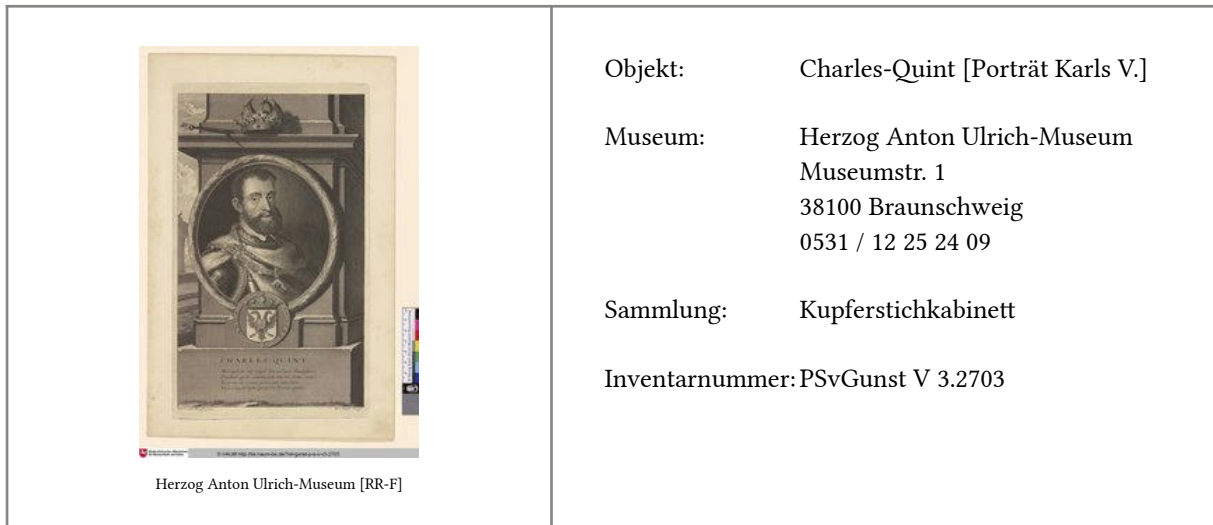 CHARLES-QUINT
Herzog Anton Ulrich-Museum [RR-F]
Objekt: Charles-Quint [Porträt Karls V.]
Museum: Herzog Anton Ulrich-Museum
Museumstr. 1
38100 Braunschweig
0531 / 12 25 24 09
Sammlung: Kupferstichkabinett
Inventarnummer: PSvGunst V 3.2703